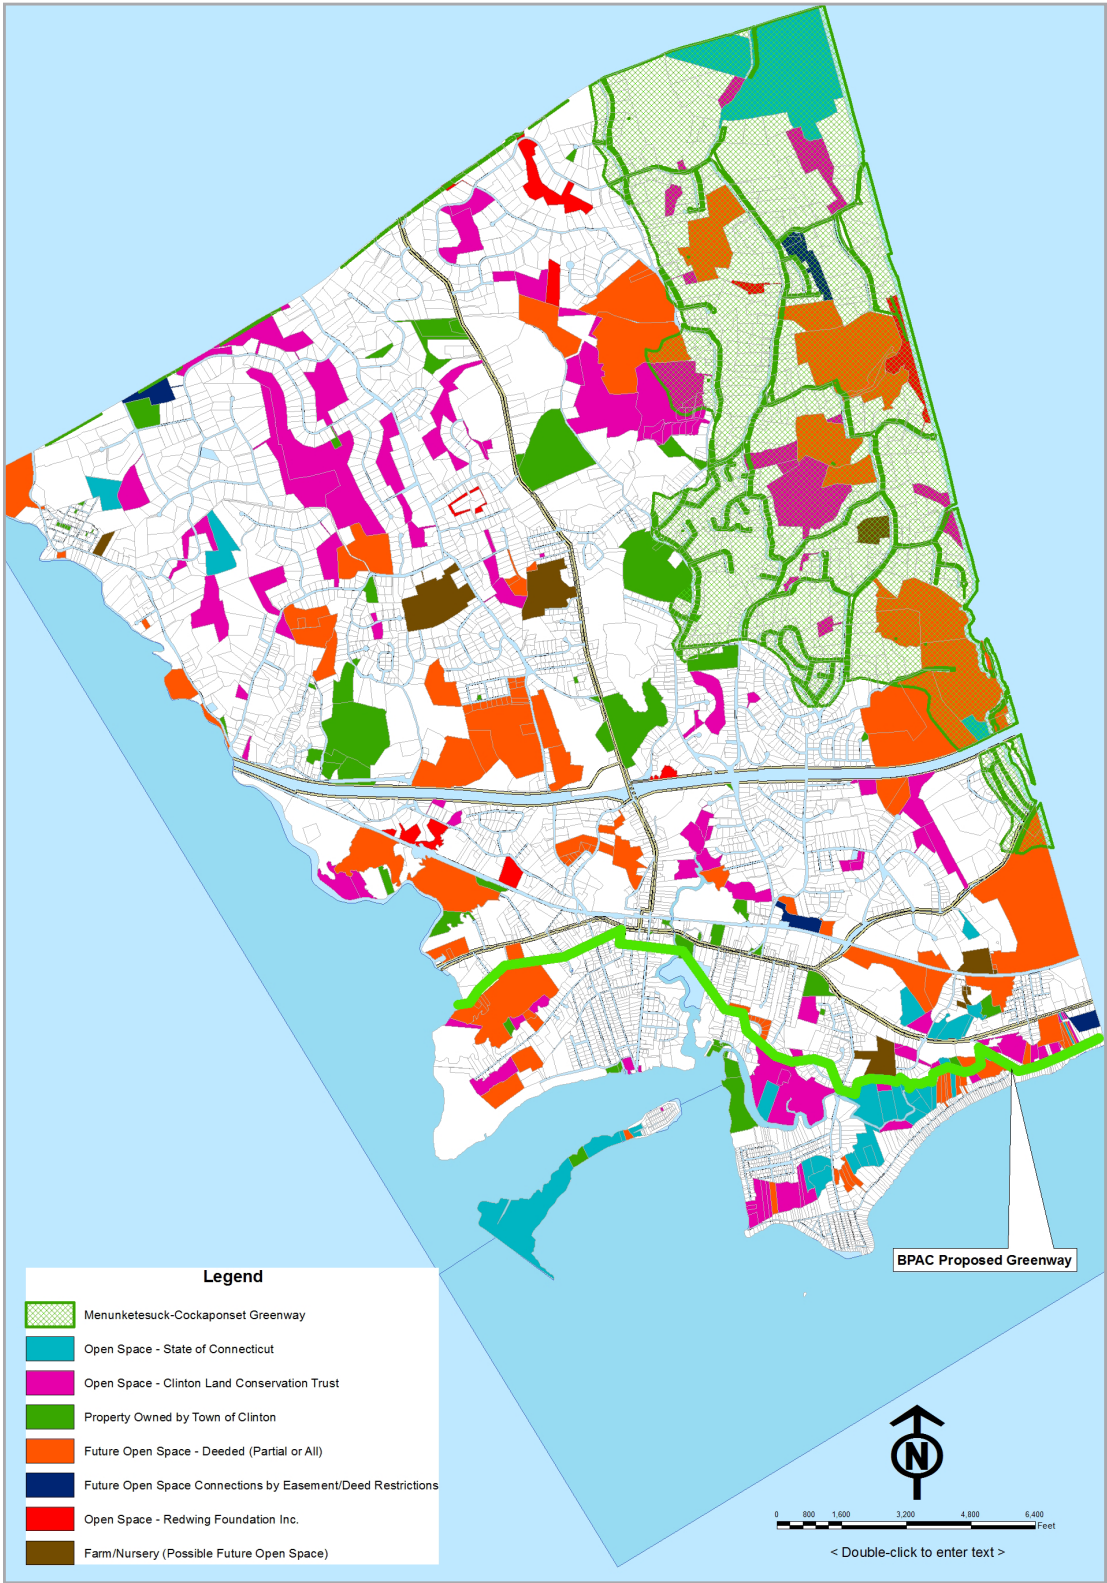 BPAC Proposed Greenway
Legend
Menunketesuck-Cockaponset Greenway
Open Space - State of Connecticut
Open Space - Clinton Land Conservation Trust
Property Owned by Town of Clinton
Future Open Space - Deeded (Partial or All)
Future Open Space Connections by Easement/Deed Restrictions
Open Space - Redwing Foundation Inc.
Farm/Nursery (Possible Future Open Space)
N
0 800 1,600 3,200 4,800 6,400
Feet
< Double-click to enter text >